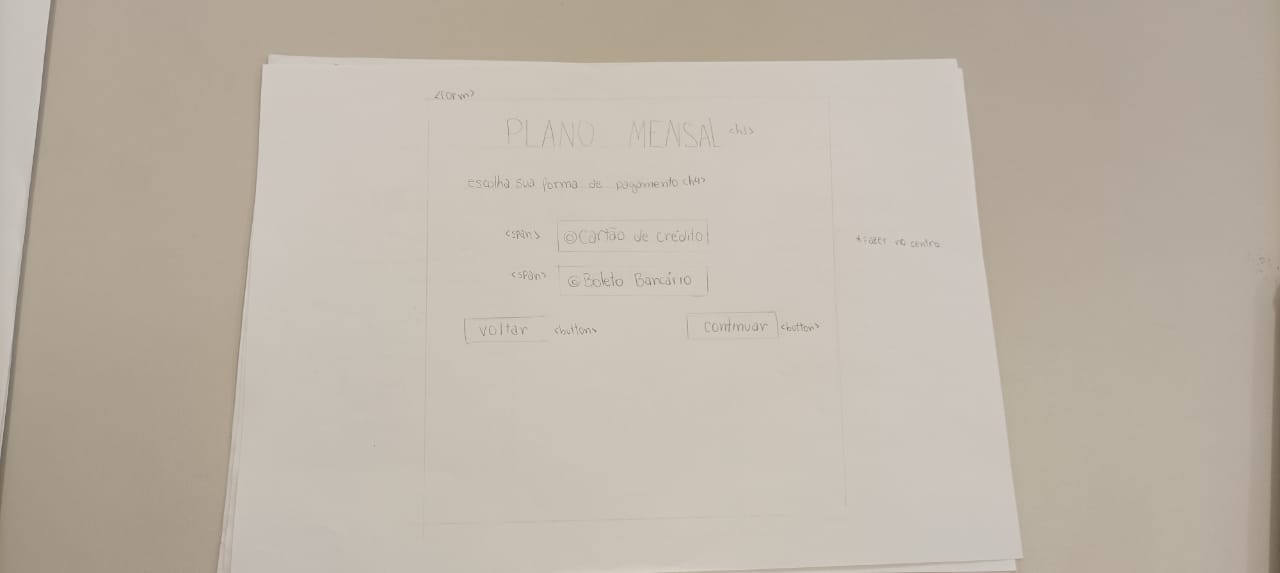 <form>
PLANO MENSAL <h1>
escolha sua forma de pagamento <h4>
<span> Cartão de crédito
*Fazer no centro
<span> Boleto Bancário
voltar <button> continuar <button>